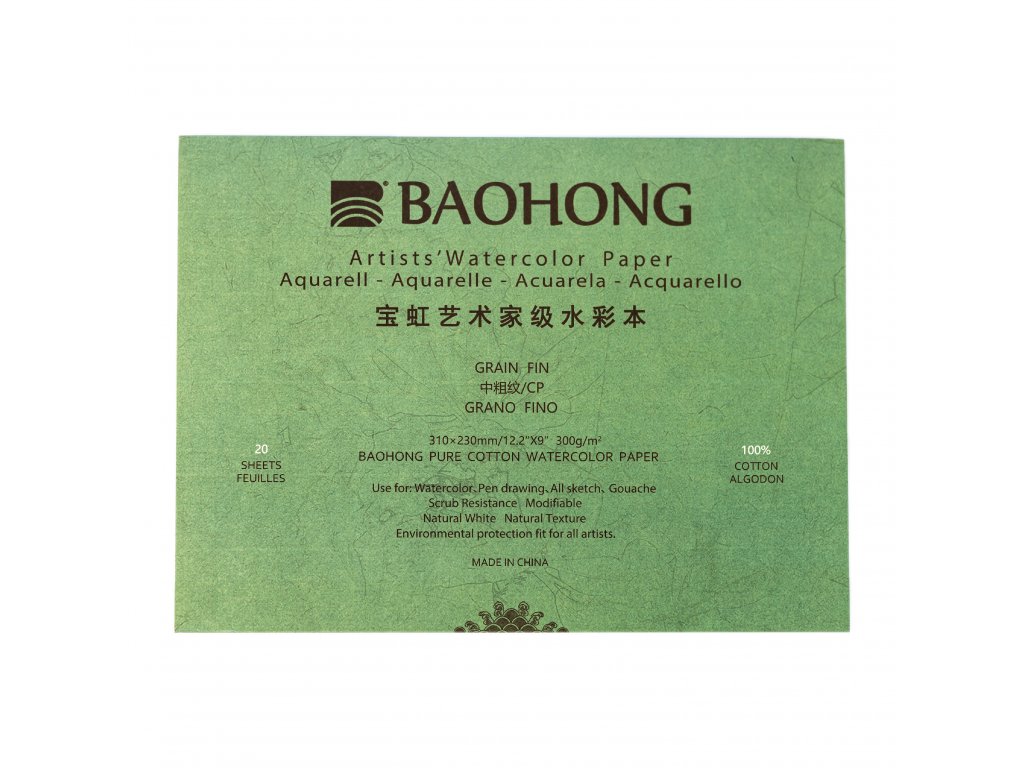 ® BAOHONG
Artists' Watercolor Paper
Aquarell - Aquarelle - Acuarela - Acquarello
宝虹艺术家级水彩本
GRAIN FIN
中粗纹/CP
GRANO FINO
310×230mm/12.2"X9" 300g/m²
BAOHONG PURE COTTON WATERCOLOR PAPER
20
SHEETS
FEUILLES
100%
COTTON
ALGODON
Use for: Watercolor、Pen drawing、All sketch、Gouache
Scrub Resistance Modifiable
Natural White Natural Texture
Environmental protection fit for all artists.
MADE IN CHINA